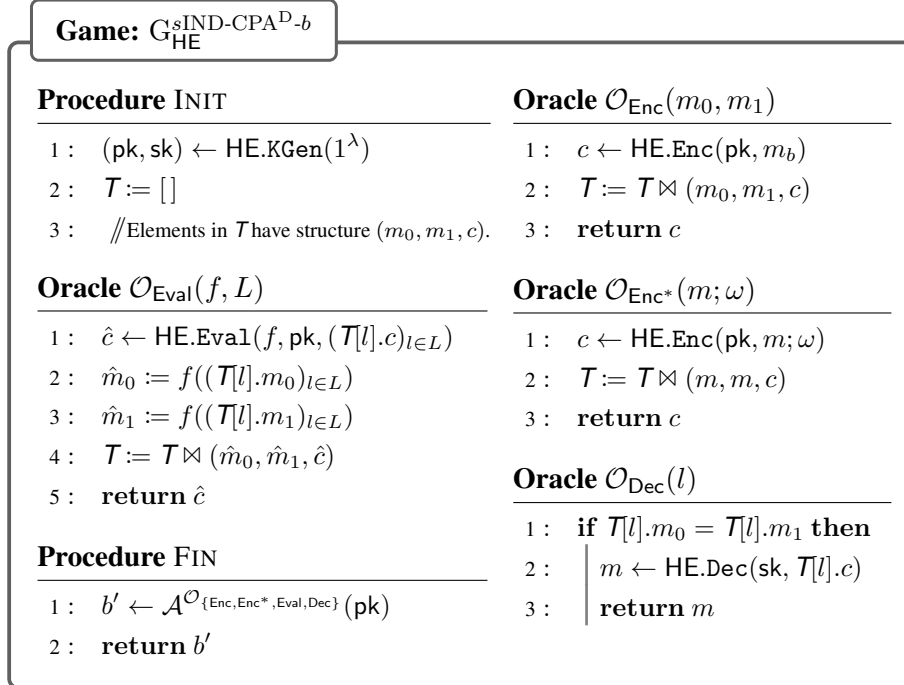 Game: G_HE^{sIND-CPA^D-b}
Procedure INIT
1 : (pk, sk) ← HE.KGen(1^λ)
2 : T := [ ]
3 : //Elements in T have structure (m_0, m_1, c).
Oracle O_Eval(f, L)
1 : ĉ ← HE.Eval(f, pk, (T[l].c)_{l∈L})
2 : m̂_0 := f((T[l].m_0)_{l∈L})
3 : m̂_1 := f((T[l].m_1)_{l∈L})
4 : T := T ⋈ (m̂_0, m̂_1, ĉ)
5 : return ĉ
Procedure FIN
1 : b′ ← A^{O_{Enc,Enc*,Eval,Dec}}(pk)
2 : return b′
Oracle O_Enc(m_0, m_1)
1 : c ← HE.Enc(pk, m_b)
2 : T := T ⋈ (m_0, m_1, c)
3 : return c
Oracle O_Enc*(m; ω)
1 : c ← HE.Enc(pk, m; ω)
2 : T := T ⋈ (m, m, c)
3 : return c
Oracle O_Dec(l)
1 : if T[l].m_0 = T[l].m_1 then
2 : m ← HE.Dec(sk, T[l].c)
3 : return m